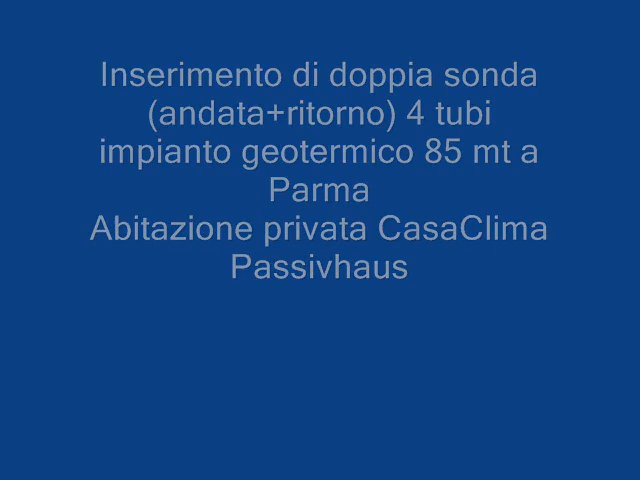 Inserimento di doppia sonda
(andata+ritorno) 4 tubi
impianto geotermico 85 mt a
Parma
Abitazione privata CasaClima
Passivhaus